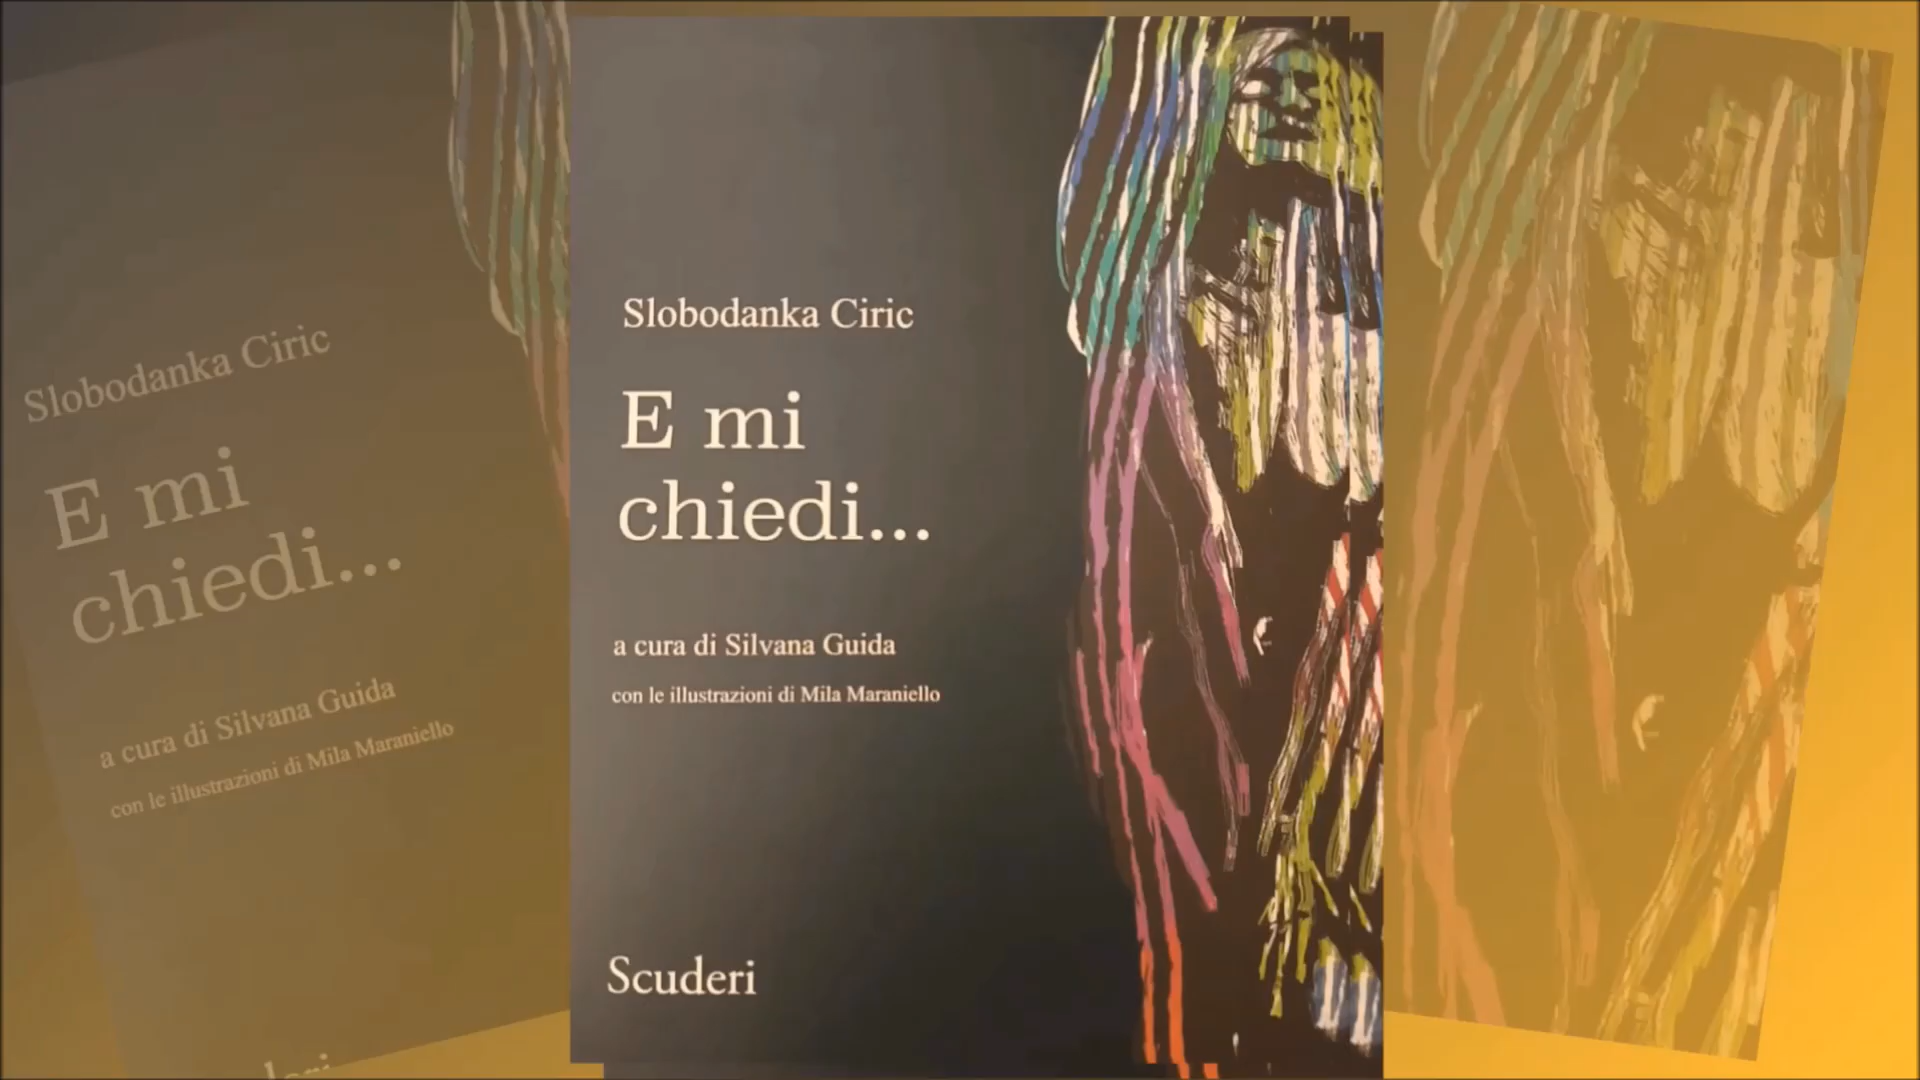 Slobodanka Ciric
E mi
chiedi...
a cura di Silvana Guida
con le illustrazioni di Mila Maraniello
Scuderi
Slobodanka Ciric
E mi
chiedi...
a cura di Silvana Guida
con le illustrazioni di Mila Maraniello